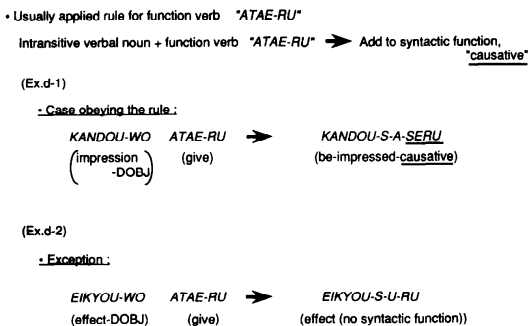 • Usually applied rule for function verb "ATAE-RU"
Intransitive verbal noun + function verb "ATAE-RU" → Add to syntactic function,
"causative"
(Ex.d-1)
• Case obeying the rule :
KANDOU-WO ATAE-RU → KANDOU-S-A-SERU
(impression (give) (be-impressed-causative)
-DOBJ)
(Ex.d-2)
• Exception :
EIKYOU-WO ATAE-RU → EIKYOU-S-U-RU
(effect-DOBJ) (give) (effect (no syntactic function))